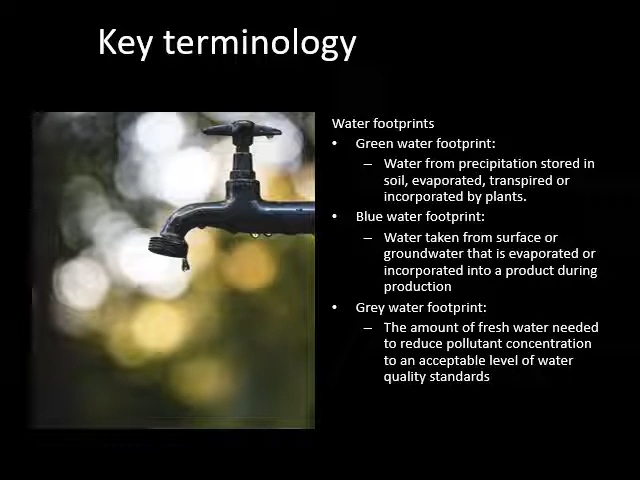 Key terminology
Water footprints
• Green water footprint:
– Water from precipitation stored in
soil, evaporated, transpired or
incorporated by plants.
• Blue water footprint:
– Water taken from surface or
groundwater that is evaporated or
incorporated into a product during
production
• Grey water footprint:
– The amount of fresh water needed
to reduce pollutant concentration
to an acceptable level of water
quality standards